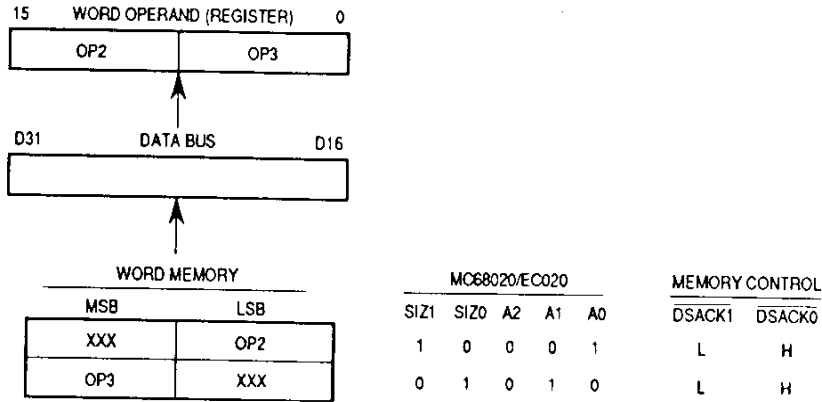 15 WORD OPERAND (REGISTER) 0
OP2 OP3
D31 DATA BUS D16
WORD MEMORY
MSB LSB
XXX OP2
OP3 XXX
MC68020/EC020
SIZ1 SIZ0 A2 A1 A0
1 0 0 0 1
0 1 0 1 0
MEMORY CONTROL
DSACK1 DSACK0
L H
L H